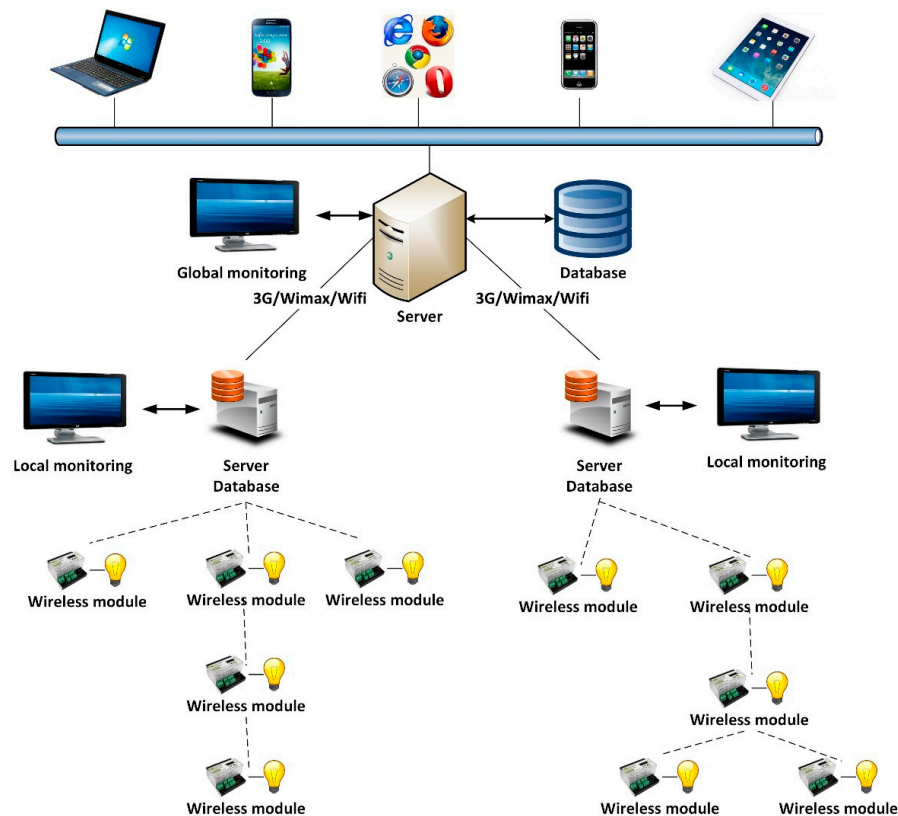 Global monitoring
Database
3G/Wimax/Wifi
3G/Wimax/Wifi
Server
Local monitoring
Server
Database
Server
Database
Local monitoring
Wireless module
Wireless module
Wireless module
Wireless module
Wireless module
Wireless module
Wireless module
Wireless module
Wireless module
Wireless module